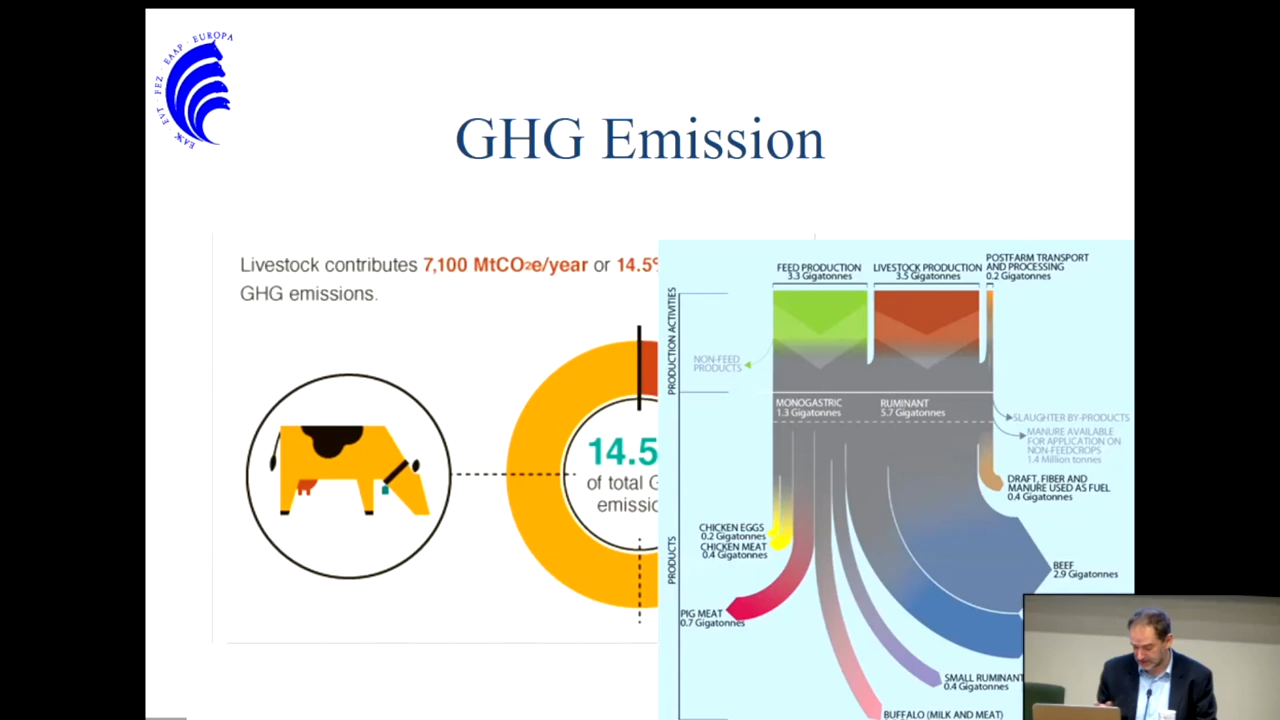 EAAP · EUROPA
EVT · FEZ
GHG Emission
Livestock contributes 7,100 MtCO2e/year or 14.5%
GHG emissions.
14.5
of total G
emissio
FEED PRODUCTION
3.3 Gigatonnes
LIVESTOCK PRODUCTION
3.5 Gigatonnes
POSTFARM TRANSPORT
AND PROCESSING
0.2 Gigatonnes
PRODUCTION ACTIVITIES
NON-FEED
PRODUCTS
MONOGASTRIC
1.3 Gigatonnes
RUMINANT
5.7 Gigatonnes
SLAUGHTER BY-PRODUCTS
MANURE AVAILABLE
FOR APPLICATION ON
NON-FEEDCROPS
1.4 Million tonnes
DRAFT, FIBER AND
MANURE USED AS FUEL
0.4 Gigatonnes
PRODUCTS
CHICKEN EGGS
0.2 Gigatonnes
CHICKEN MEAT
0.4 Gigatonnes
BEEF
2.9 Gigatonnes
PIG MEAT
0.7 Gigatonnes
SMALL RUMINANT
0.4 Gigatonnes
BUFFALO (MILK AND MEAT)